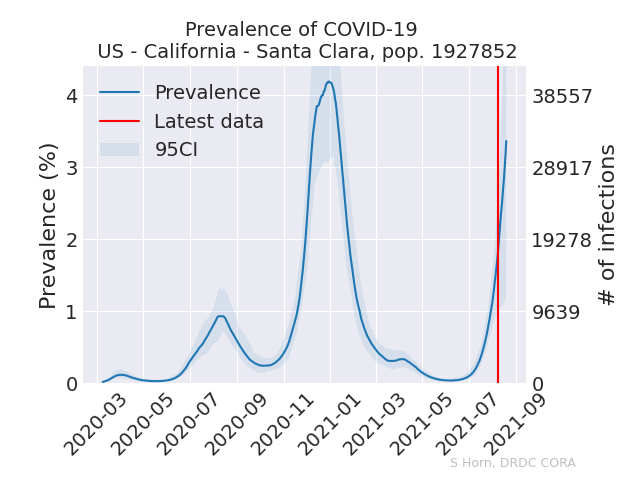 Prevalence of COVID-19
US - California - Santa Clara, pop. 1927852
Prevalence
Latest data
95CI
Prevalence (%)
4
3
2
1
0
38557
28917
19278
9639
0
# of infections
2020-03
2020-05
2020-07
2020-09
2020-11
2021-01
2021-03
2021-05
2021-07
2021-09
S Horn, DRDC CORA